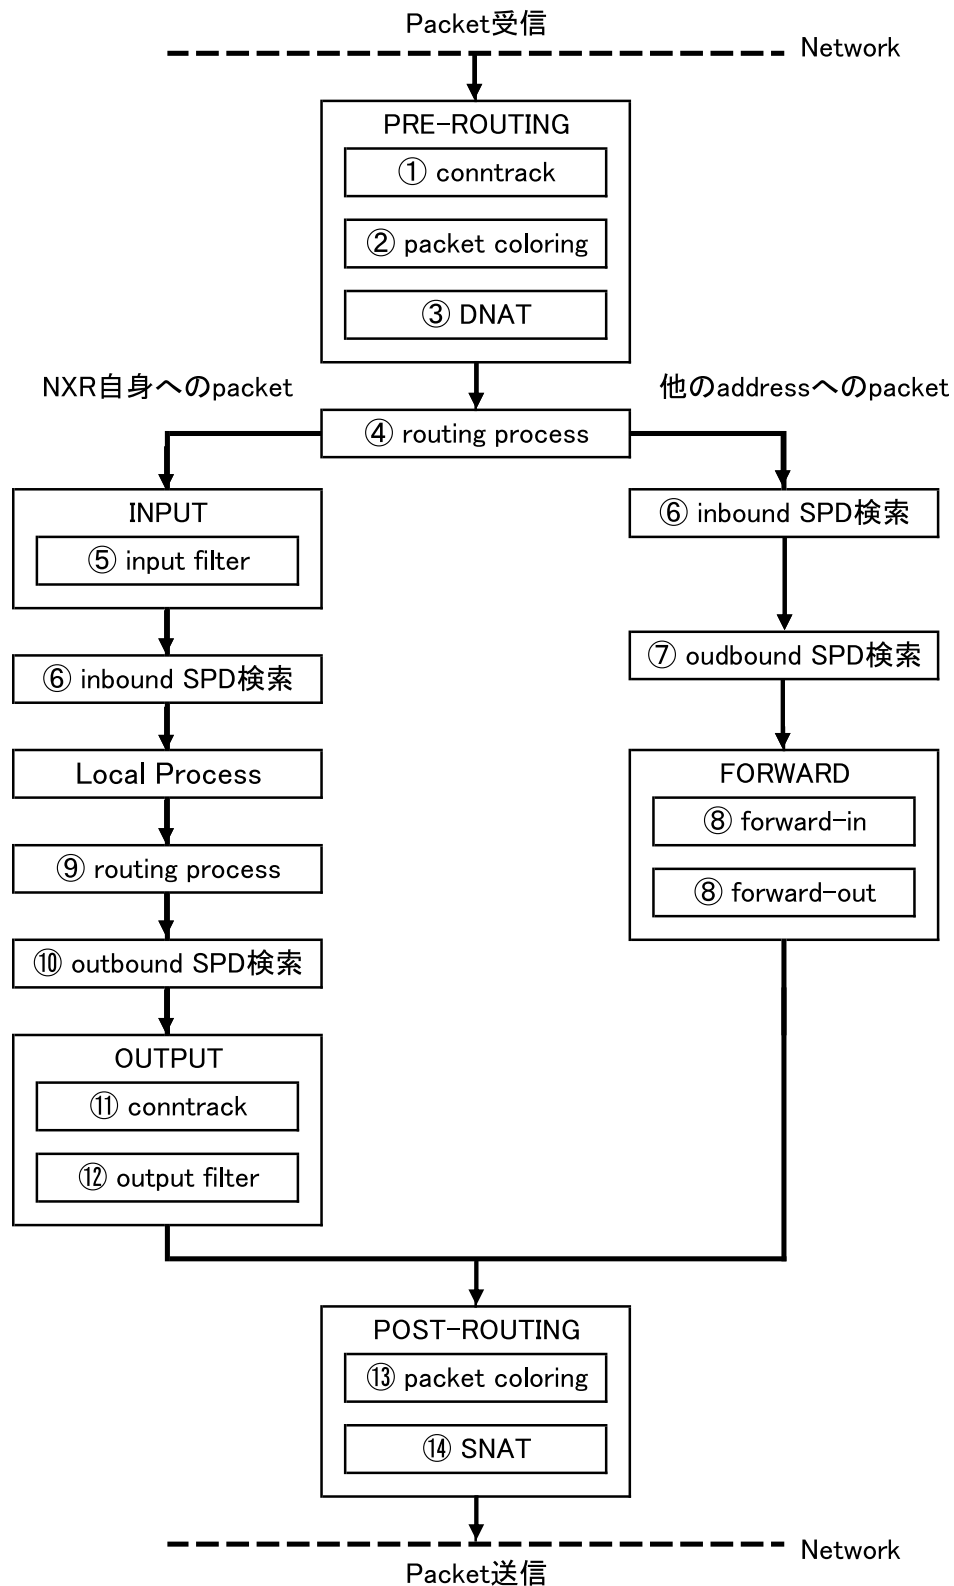 Packet受信
Network
PRE-ROUTING
① conntrack
② packet coloring
③ DNAT
NXR自身へのpacket
他のaddressへのpacket
④ routing process
INPUT
⑤ input filter
⑥ inbound SPD検索
Local Process
⑨ routing process
⑩ outbound SPD検索
OUTPUT
⑪ conntrack
⑫ output filter
⑥ inbound SPD検索
⑦ oudbound SPD検索
FORWARD
⑧ forward-in
⑧ forward-out
POST-ROUTING
⑬ packet coloring
⑭ SNAT
Network
Packet送信